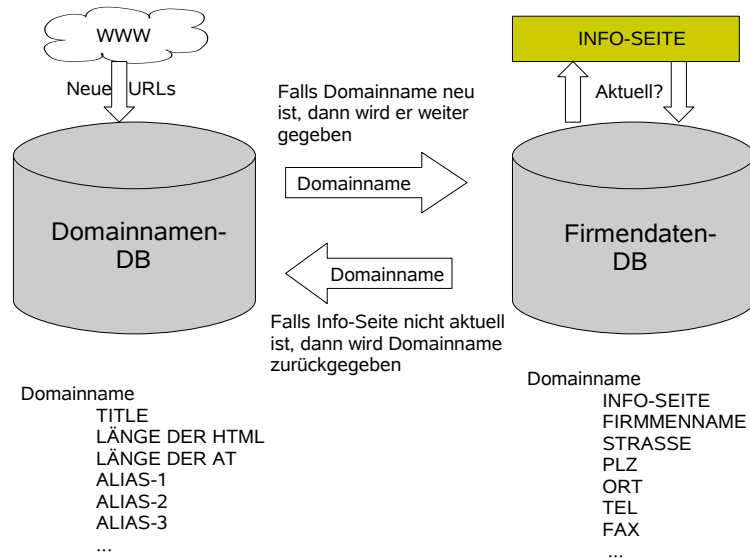 WWW
INFO-SEITE
Neue URLs
Aktuell?
Falls Domainname neu
ist, dann wird er weiter
gegeben
Domainname
Domainnamen-
DB
Firmendaten-
DB
Domainname
Falls Info-Seite nicht aktuell
ist, dann wird Domainname
zurückgegeben
Domainname
TITLE
LÄNGE DER HTML
LÄNGE DER AT
ALIAS-1
ALIAS-2
ALIAS-3
...
Domainname
INFO-SEITE
FIRMMENNAME
STRASSE
PLZ
ORT
TEL
FAX
...